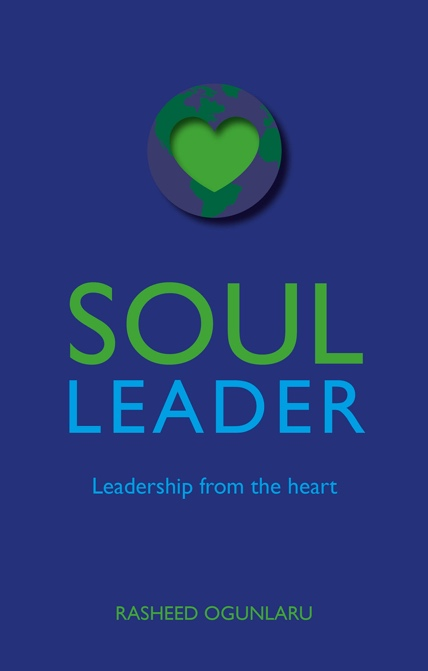 SOUL
LEADER
Leadership from the heart
RASHEED OGUNLARU